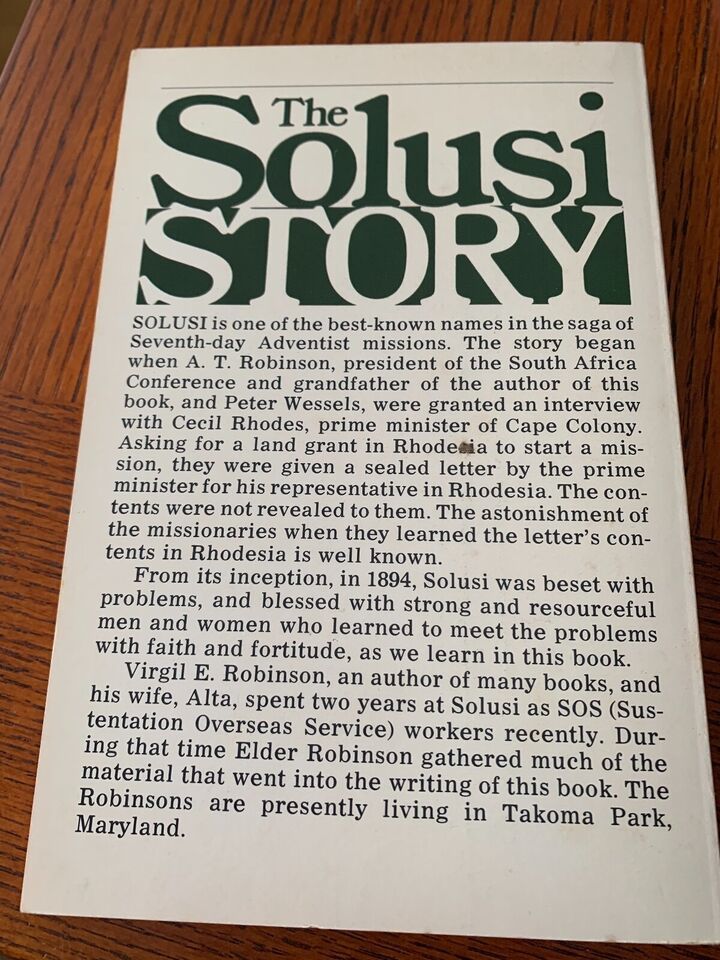 The
Solusi
STORY
SOLUSI is one of the best-known names in the saga of
Seventh-day Adventist missions. The story began
when A. T. Robinson, president of the South Africa
Conference and grandfather of the author of this
book, and Peter Wessels, were granted an interview
with Cecil Rhodes, prime minister of Cape Colony.
Asking for a land grant in Rhodesia to start a mis-
sion, they were given a sealed letter by the prime
minister for his representative in Rhodesia. The con-
tents were not revealed to them. The astonishment of
the missionaries when they learned the letter's con-
tents in Rhodesia is well known.
From its inception, in 1894, Solusi was beset with
problems, and blessed with strong and resourceful
men and women who learned to meet the problems
with faith and fortitude, as we learn in this book.
Virgil E. Robinson, an author of many books, and
his wife, Alta, spent two years at Solusi as SOS (Sus-
tentation Overseas Service) workers recently. Dur-
ing that time Elder Robinson gathered much of the
material that went into the writing of this book. The
Robinsons are presently living in Takoma Park,
Maryland.